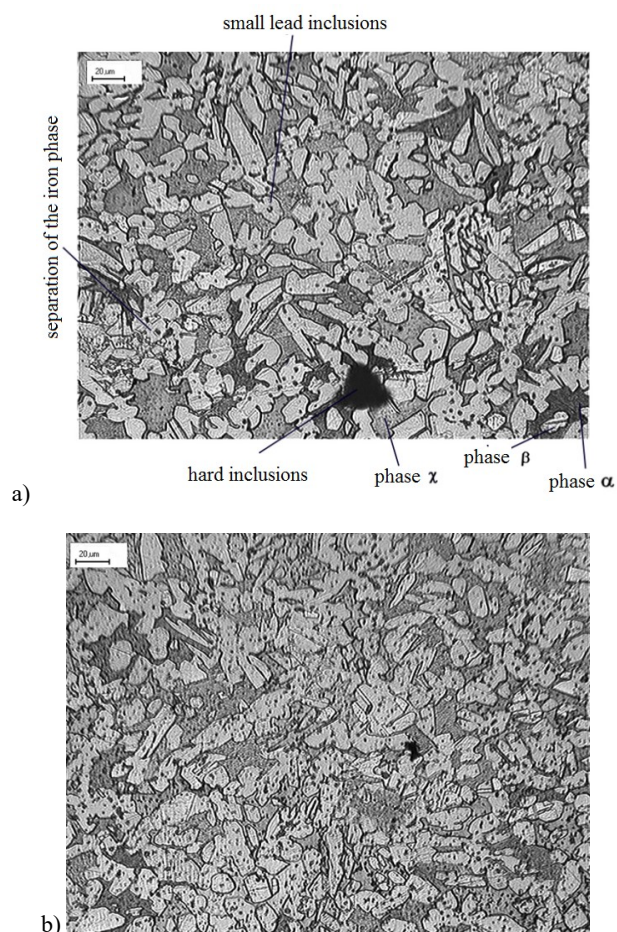 small lead inclusions
20 µm
separation of the iron phase
hard inclusions
phase χ
phase β
phase α
a)
20 µm
b)